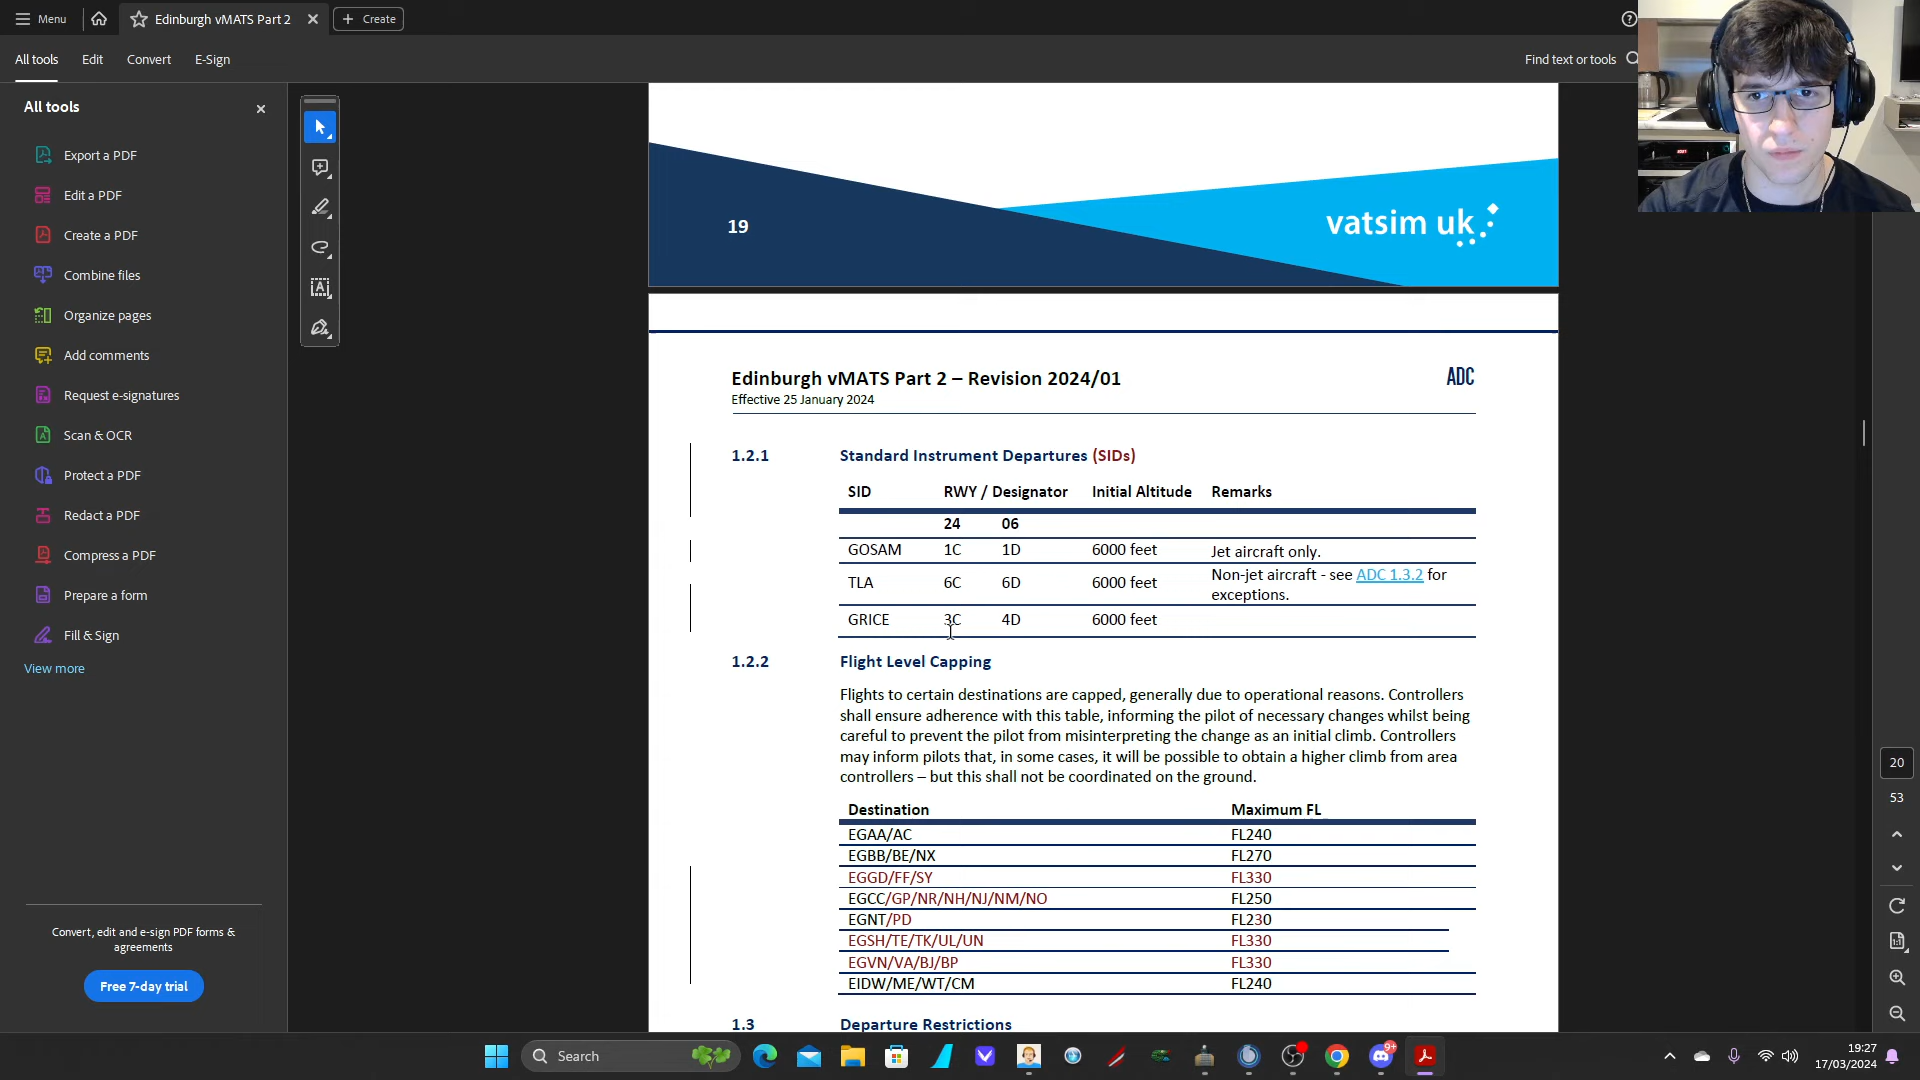 Menu
Edinburgh vMATS Part 2
Create
All tools
Edit
Convert
E-Sign
Find text or tools
All tools
Export a PDF
Edit a PDF
Create a PDF
Combine files
Organize pages
Add comments
Request e-signatures
Scan & OCR
Protect a PDF
Redact a PDF
Compress a PDF
Prepare a form
Fill & Sign
View more
Convert, edit and e-sign PDF forms &
agreements
Free 7-day trial
19
vatsim uk
Edinburgh vMATS Part 2 – Revision 2024/01
ADC
Effective 25 January 2024
1.2.1 Standard Instrument Departures (SIDs)
SID RWY / Designator Initial Altitude Remarks
24 06
GOSAM 1C 1D 6000 feet Jet aircraft only.
TLA 6C 6D 6000 feet Non-jet aircraft - see ADC 1.3.2 for
exceptions.
GRICE 3C 4D 6000 feet
1.2.2 Flight Level Capping
Flights to certain destinations are capped, generally due to operational reasons. Controllers
shall ensure adherence with this table, informing the pilot of necessary changes whilst being
careful to prevent the pilot from misinterpreting the change as an initial climb. Controllers
may inform pilots that, in some cases, it will be possible to obtain a higher climb from area
controllers – but this shall not be coordinated on the ground.
Destination Maximum FL
EGAA/AC FL240
EGBB/BE/NX FL270
EGGD/FF/SY FL330
EGCC/GP/NR/NH/NJ/NM/NO FL250
EGNT/PD FL230
EGSH/TE/TK/UL/UN FL330
EGVN/VA/BJ/BP FL330
EIDW/ME/WT/CM FL240
1.3 Departure Restrictions
20
53
1:1
Search
9+
19:27
17/03/2024